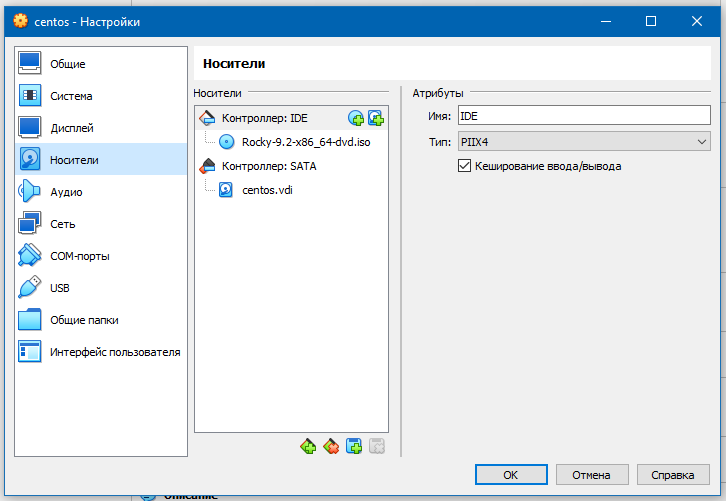 centos - Настройки
Общие
Система
Дисплей
Носители
Аудио
Сеть
COM-порты
USB
Общие папки
Интерфейс пользователя
Носители
Носители
Контроллер: IDE
Rocky-9.2-x86_64-dvd.iso
Контроллер: SATA
centos.vdi
Атрибуты
Имя: IDE
Тип: PIIX4
Кеширование ввода/вывода
OK
Отмена
Справка
Описание